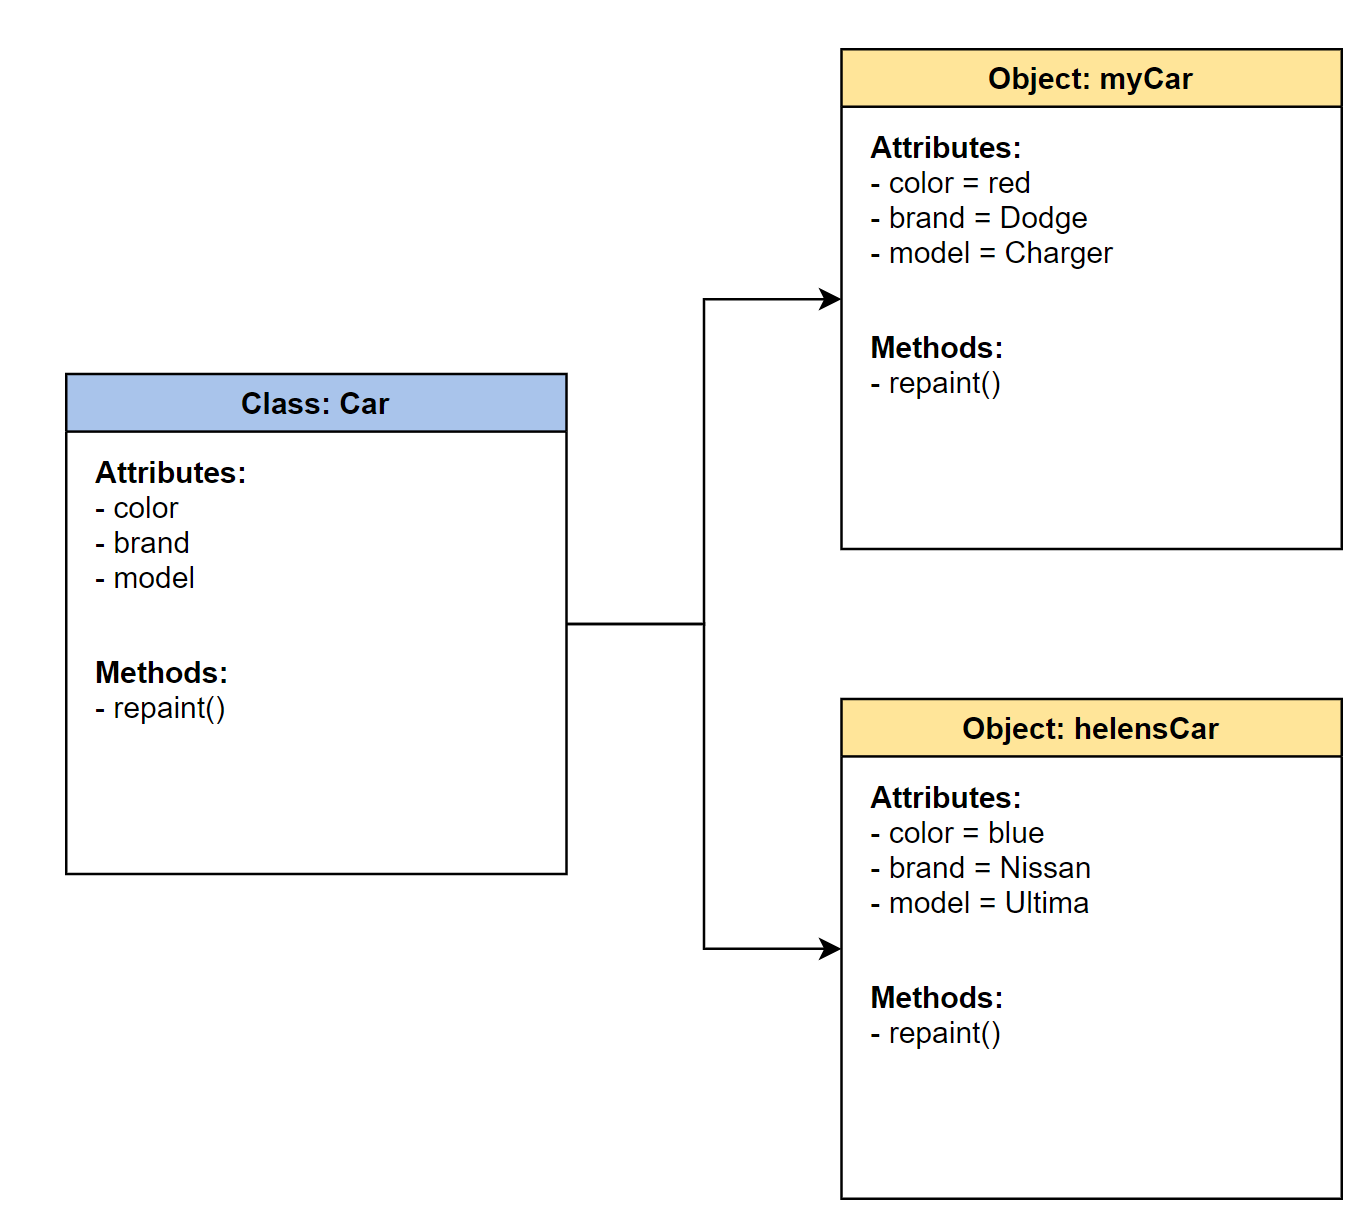 Class: Car
Attributes:
- color
- brand
- model
Methods:
- repaint()
Object: myCar
Attributes:
- color = red
- brand = Dodge
- model = Charger
Methods:
- repaint()
Object: helensCar
Attributes:
- color = blue
- brand = Nissan
- model = Ultima
Methods:
- repaint()